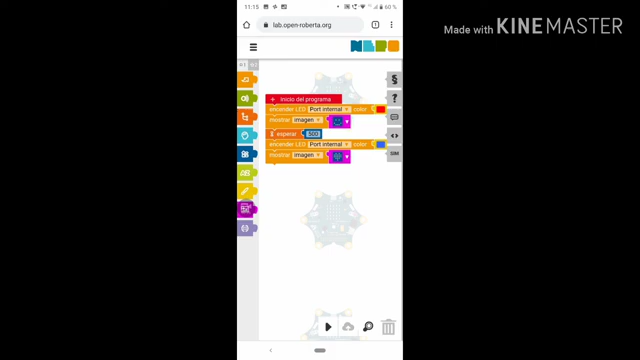 11:15
60 %
Made with KINEMASTER
lab.open-roberta.org
+ Inicio del programa
encender LED Port internal color
mostrar imagen
esperar 500
encender LED Port internal color
mostrar imagen
§
?
SIM